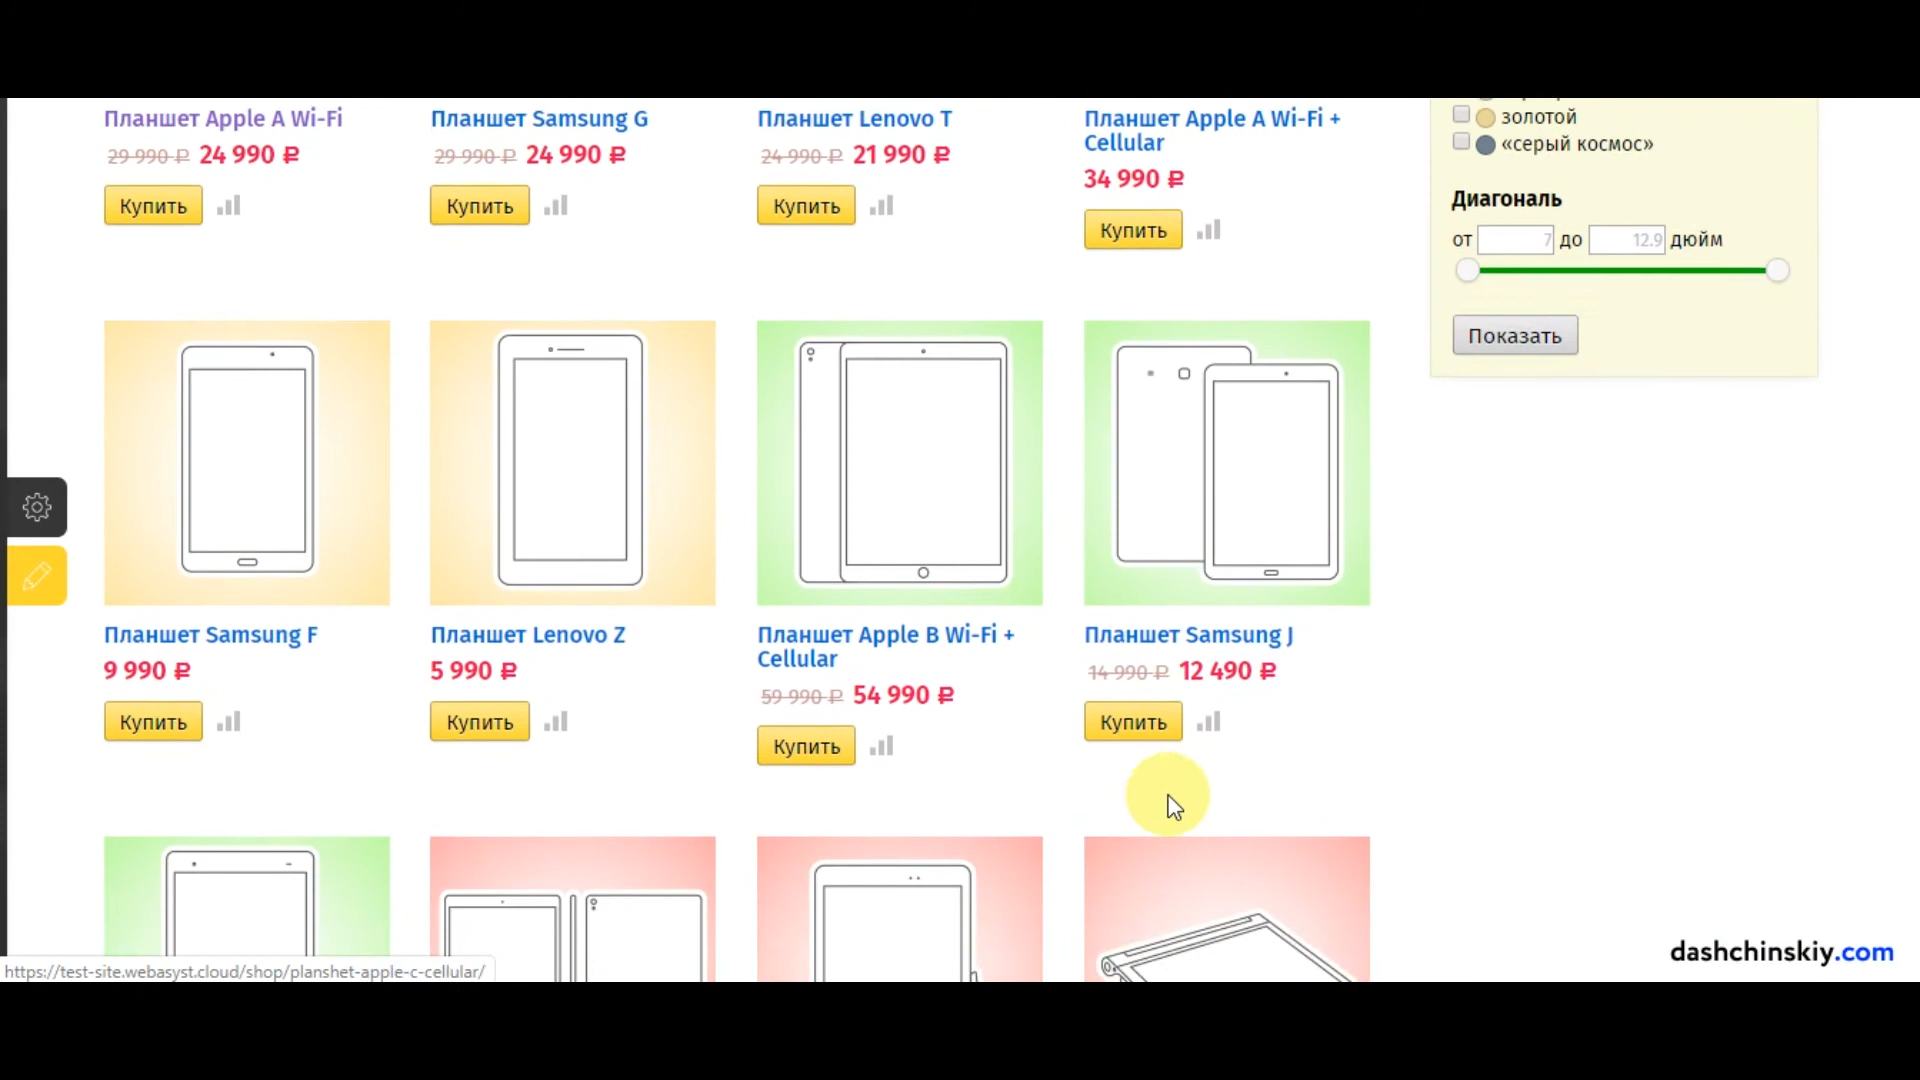 Планшет Apple A Wi-Fi
29 990 ₽ 24 990 ₽
Купить
Планшет Samsung G
29 990 ₽ 24 990 ₽
Купить
Планшет Lenovo T
24 990 ₽ 21 990 ₽
Купить
Планшет Apple A Wi-Fi +
Cellular
34 990 ₽
Купить
золотой
«серый космос»
Диагональ
от 7 до 12.9 дюйм
Показать
Планшет Samsung F
9 990 ₽
Купить
Планшет Lenovo Z
5 990 ₽
Купить
Планшет Apple B Wi-Fi +
Cellular
59 990 ₽ 54 990 ₽
Купить
Планшет Samsung J
14 990 ₽ 12 490 ₽
Купить
dashchinskiy.com
https://test-site.webasyst.cloud/shop/planshet-apple-c-cellular/